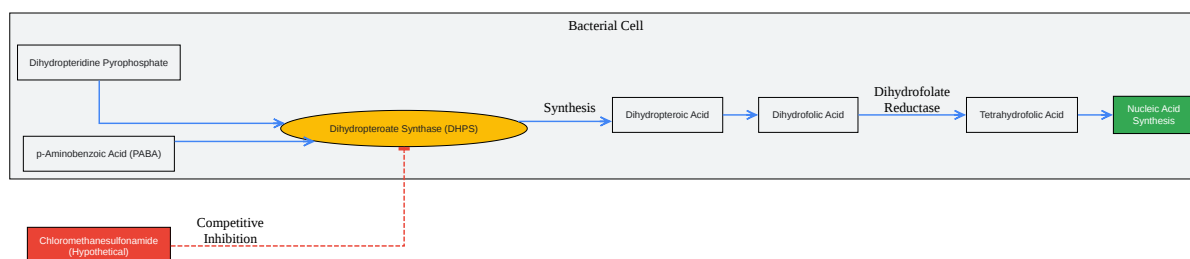 Bacterial Cell
Dihydropteridine Pyrophosphate
p-Aminobenzoic Acid (PABA)
Dihydropteroate Synthase (DHPS)
Synthesis
Dihydropteroic Acid
Dihydrofolic Acid
Dihydrofolate
Reductase
Tetrahydrofolic Acid
Nucleic Acid
Synthesis
Competitive
Inhibition
Chloromethanesulfonamide
(Hypothetical)